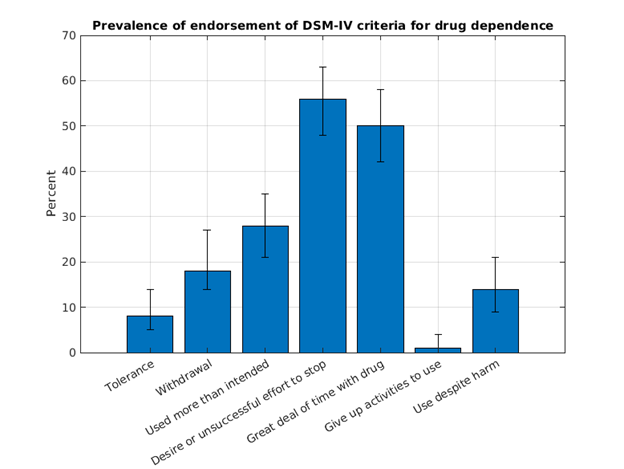 Prevalence of endorsement of DSM-IV criteria for drug dependence
70
60
50
40
30
20
10
0
Percent
Tolerance
Withdrawal
Used more than intended
Desire or unsuccessful effort to stop
Great deal of time with drug
Give up activities to use
Use despite harm